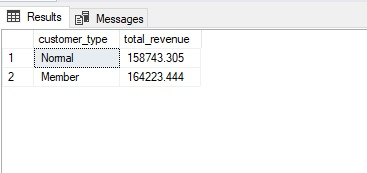 Results Messages
customer_type total_revenue
1 Normal 158743.305
2 Member 164223.444